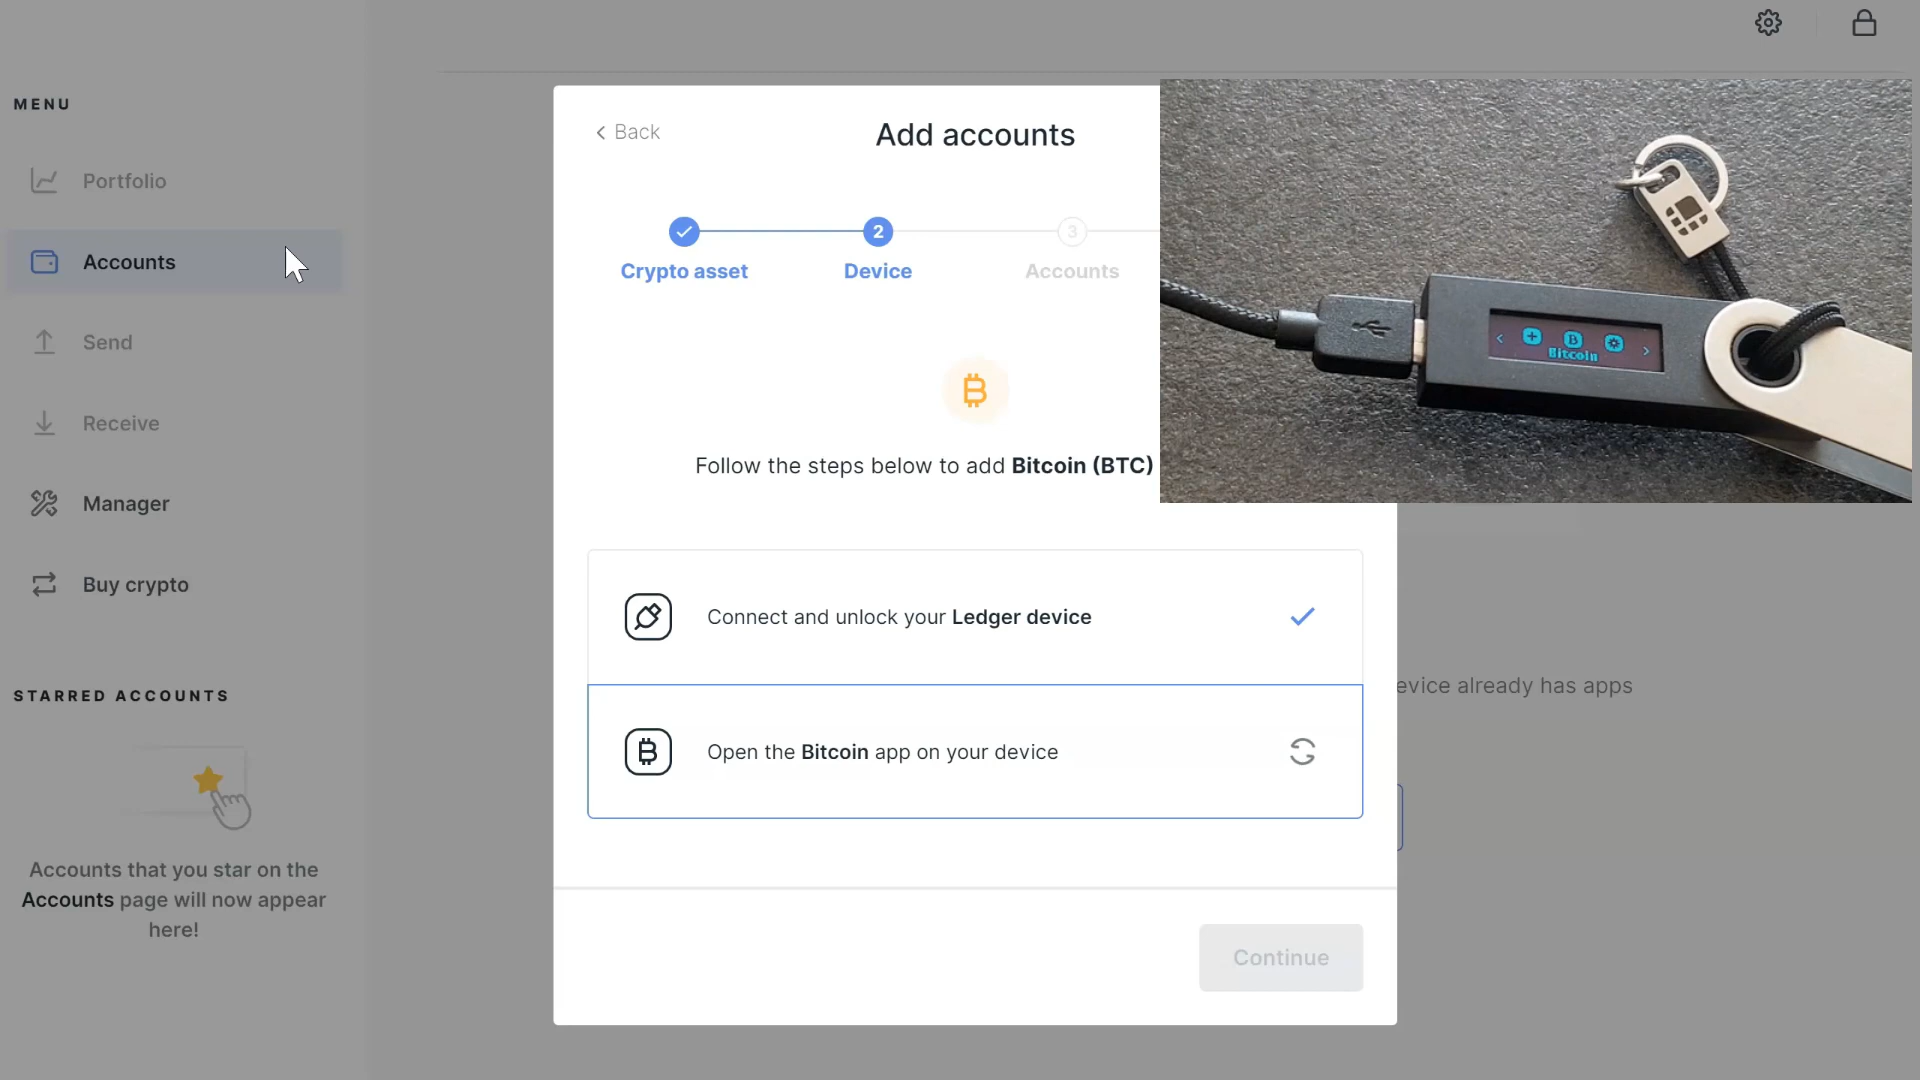 MENU
Portfolio
Accounts
Send
Receive
Manager
Buy crypto
STARRED ACCOUNTS
Accounts that you star on the
Accounts page will now appear
here!
Back
Add accounts
2
3
Crypto asset
Device
Accounts
Follow the steps below to add Bitcoin (BTC)
Connect and unlock your Ledger device
Open the Bitcoin app on your device
Continue
evice already has apps
Bitcoin